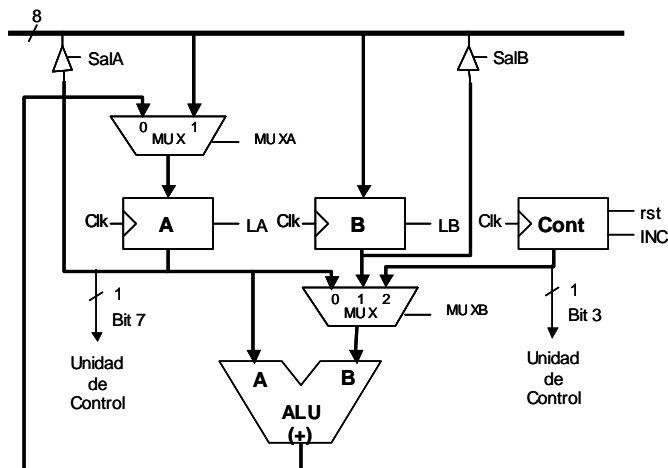 8
SalA
SalB
0 1
MUX
MUXA
Clk
A
LA
Clk
B
LB
Clk
Cont
rst
INC
1
Bit 7
Unidad
de
Control
0 1 2
MUX
MUXB
1
Bit 3
Unidad
de
Control
A
B
ALU
(+)